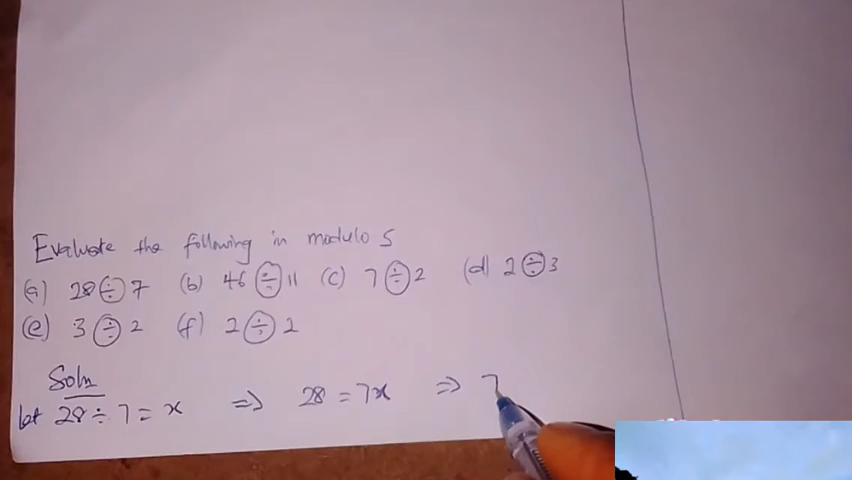 Evaluate the following in modulo 5
(a) 28 ÷ 7 (b) 46 ÷ 11 (c) 7 ÷ 2 (d) 2 ÷ 3
(e) 3 ÷ 2 (f) 2 ÷ 2
Soln
let 28 ÷ 7 = x ⇒ 28 = 7x ⇒ 7